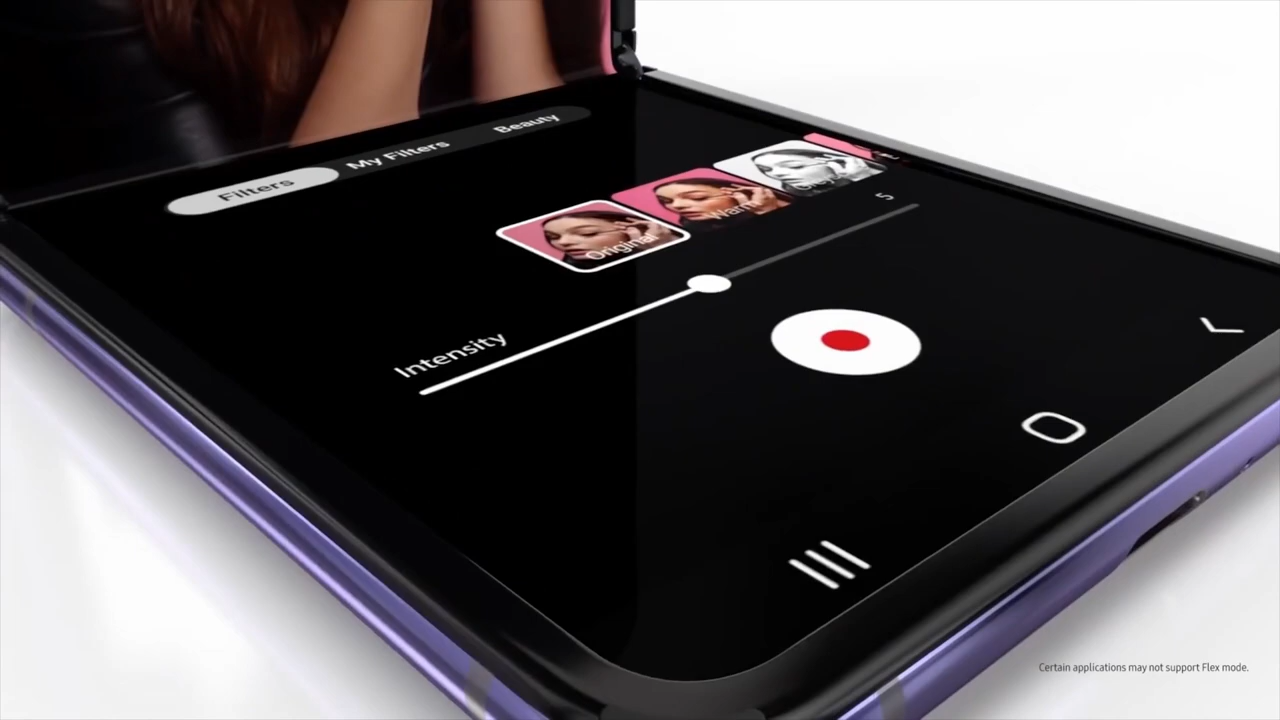 Filters My Filters Beauty
Original Warm
Intensity 5
Certain applications may not support Flex mode.